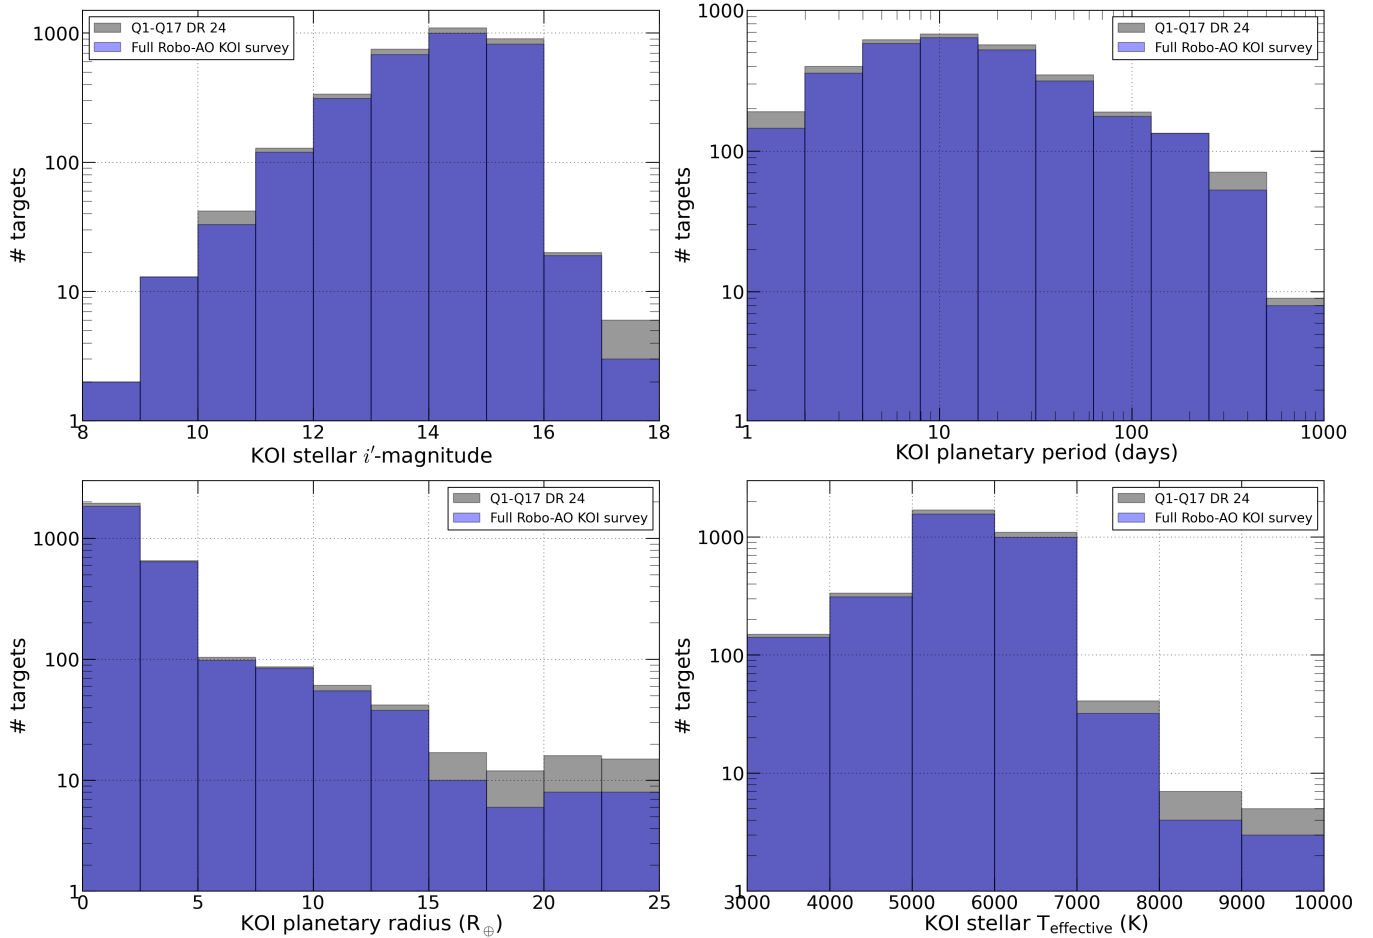 Q1-Q17 DR 24
Full Robo-AO KOI survey
1000
100
10
1
# targets
8 10 12 14 16 18
KOI stellar i′-magnitude
Q1-Q17 DR 24
Full Robo-AO KOI survey
1000
100
10
1
# targets
1 10 100 1000
KOI planetary period (days)
Q1-Q17 DR 24
Full Robo-AO KOI survey
1000
100
10
1
# targets
0 5 10 15 20 25
KOI planetary radius (R⊕)
Q1-Q17 DR 24
Full Robo-AO KOI survey
1000
100
10
1
# targets
3000 4000 5000 6000 7000 8000 9000 10000
KOI stellar Teffective (K)